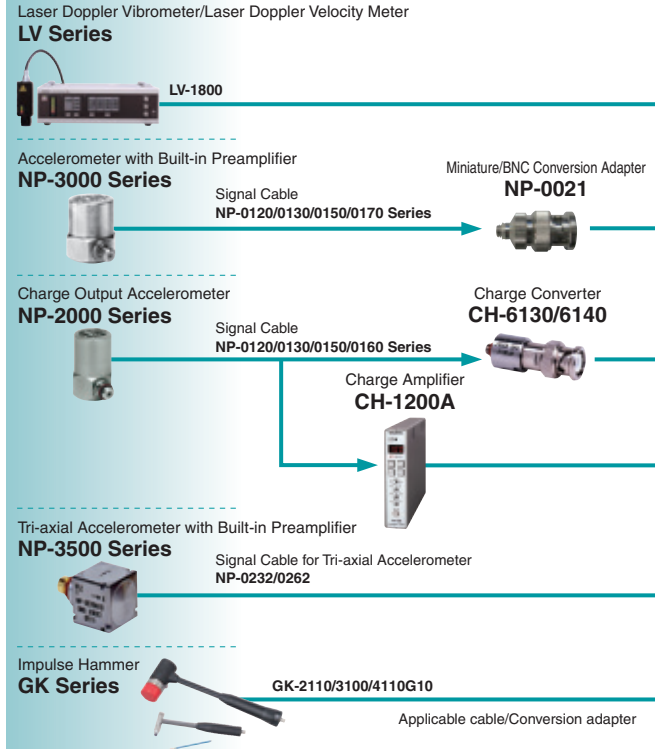 Laser Doppler Vibrometer/Laser Doppler Velocity Meter
LV Series
LV-1800
Accelerometer with Built-in Preamplifier
NP-3000 Series
Signal Cable
NP-0120/0130/0150/0170 Series
Miniature/BNC Conversion Adapter
NP-0021
Charge Output Accelerometer
NP-2000 Series
Signal Cable
NP-0120/0130/0150/0160 Series
Charge Converter
CH-6130/6140
Charge Amplifier
CH-1200A
Tri-axial Accelerometer with Built-in Preamplifier
NP-3500 Series
Signal Cable for Tri-axial Accelerometer
NP-0232/0262
Impulse Hammer
GK Series
GK-2110/3100/4110G10
Applicable cable/Conversion adapter